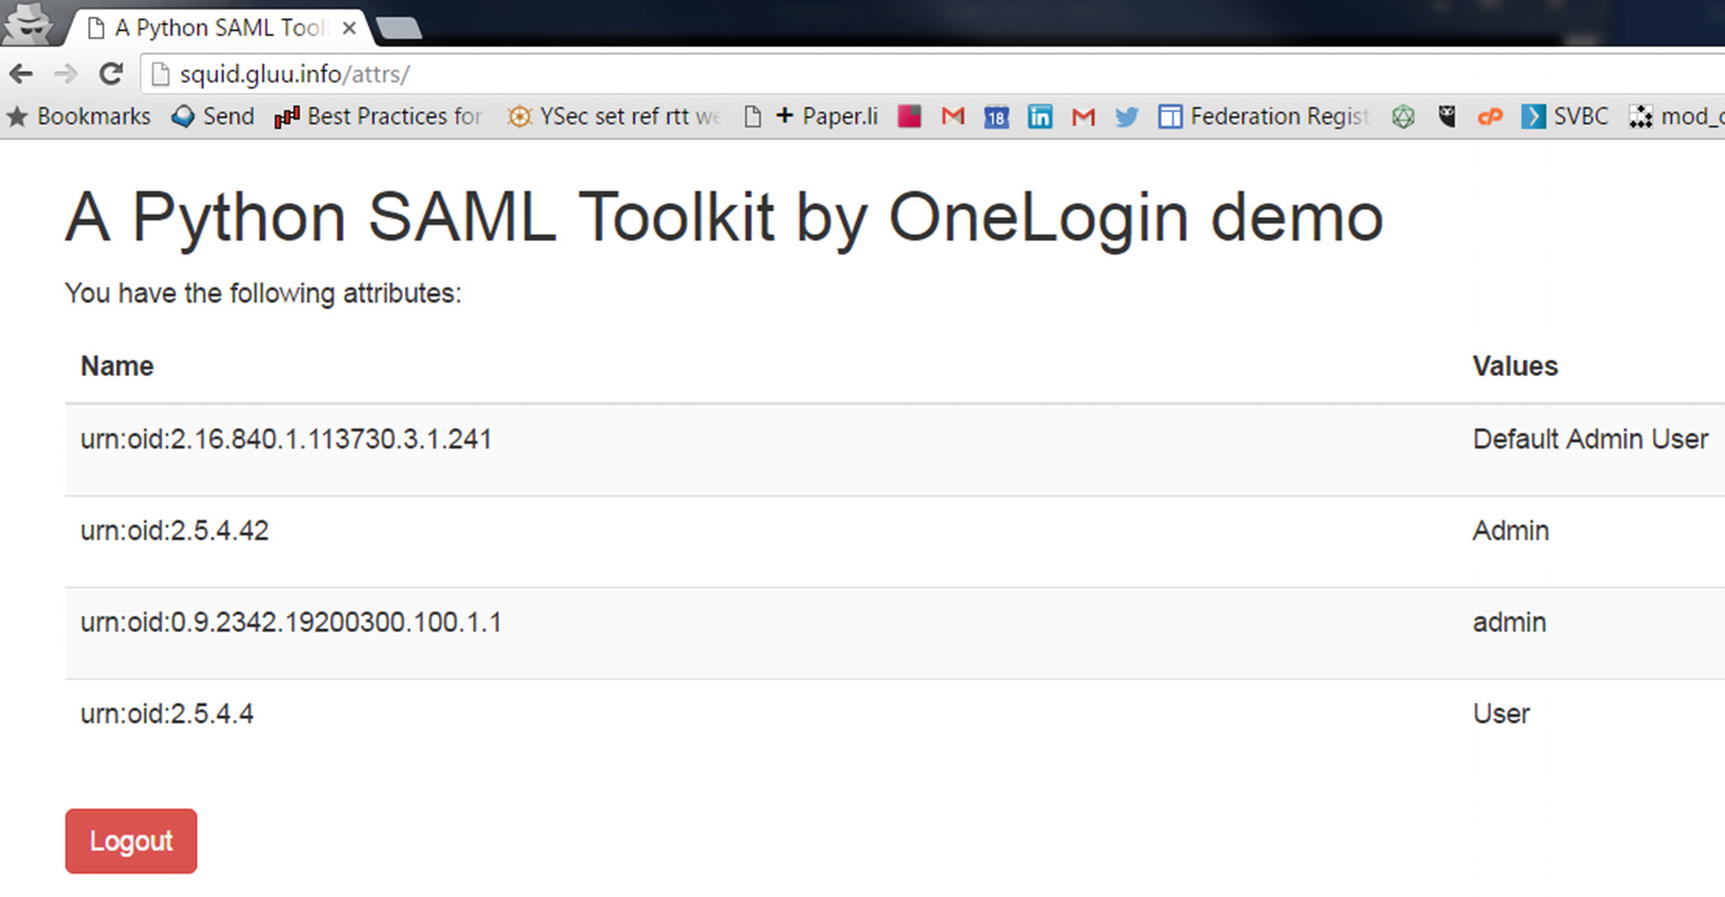 A Python SAML Tool
squid.gluu.info/attrs/
Bookmarks Send Best Practices for YSec set ref rtt we + Paper.li 18 in Federation Regist cP SVBC mod_
A Python SAML Toolkit by OneLogin demo
You have the following attributes:
Name Values
urn:oid:2.16.840.1.113730.3.1.241 Default Admin User
urn:oid:2.5.4.42 Admin
urn:oid:0.9.2342.19200300.100.1.1 admin
urn:oid:2.5.4.4 User
Logout